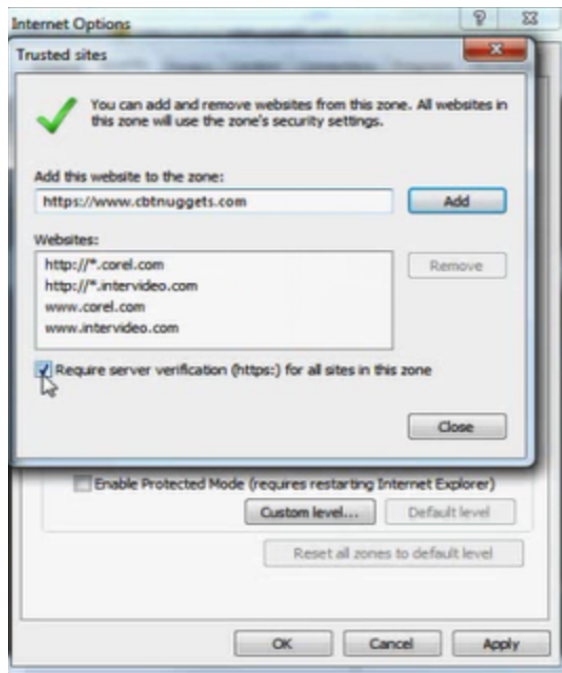 Internet Options
Trusted sites
You can add and remove websites from this zone. All websites in
this zone will use the zone's security settings.
Add this website to the zone:
https://www.cbtnuggets.com
Add
Websites:
http://*.corel.com
http://*.intervideo.com
www.corel.com
www.intervideo.com
Remove
Require server verification (https:) for all sites in this zone
Close
Enable Protected Mode (requires restarting Internet Explorer)
Custom level...
Default level
Reset all zones to default level
OK
Cancel
Apply